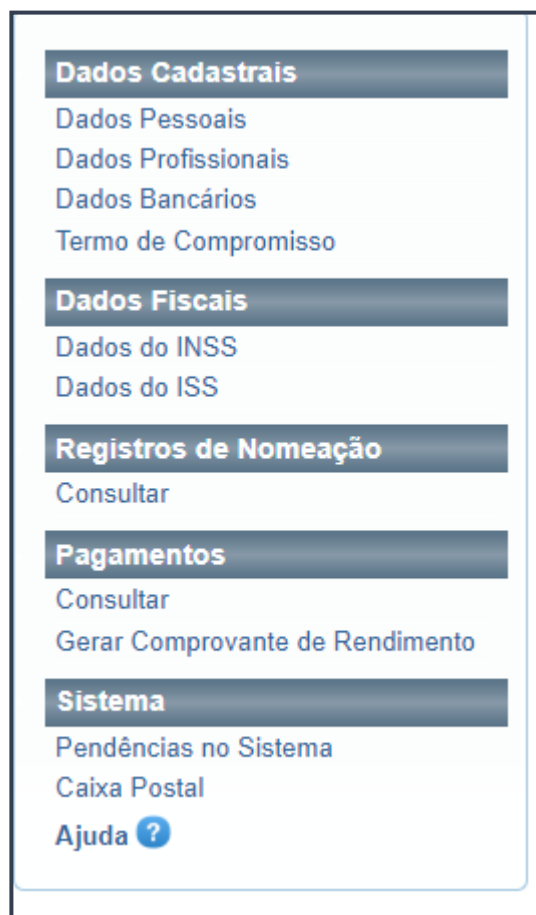 Dados Cadastrais
Dados Pessoais
Dados Profissionais
Dados Bancários
Termo de Compromisso
Dados Fiscais
Dados do INSS
Dados do ISS
Registros de Nomeação
Consultar
Pagamentos
Consultar
Gerar Comprovante de Rendimento
Sistema
Pendências no Sistema
Caixa Postal
Ajuda ?